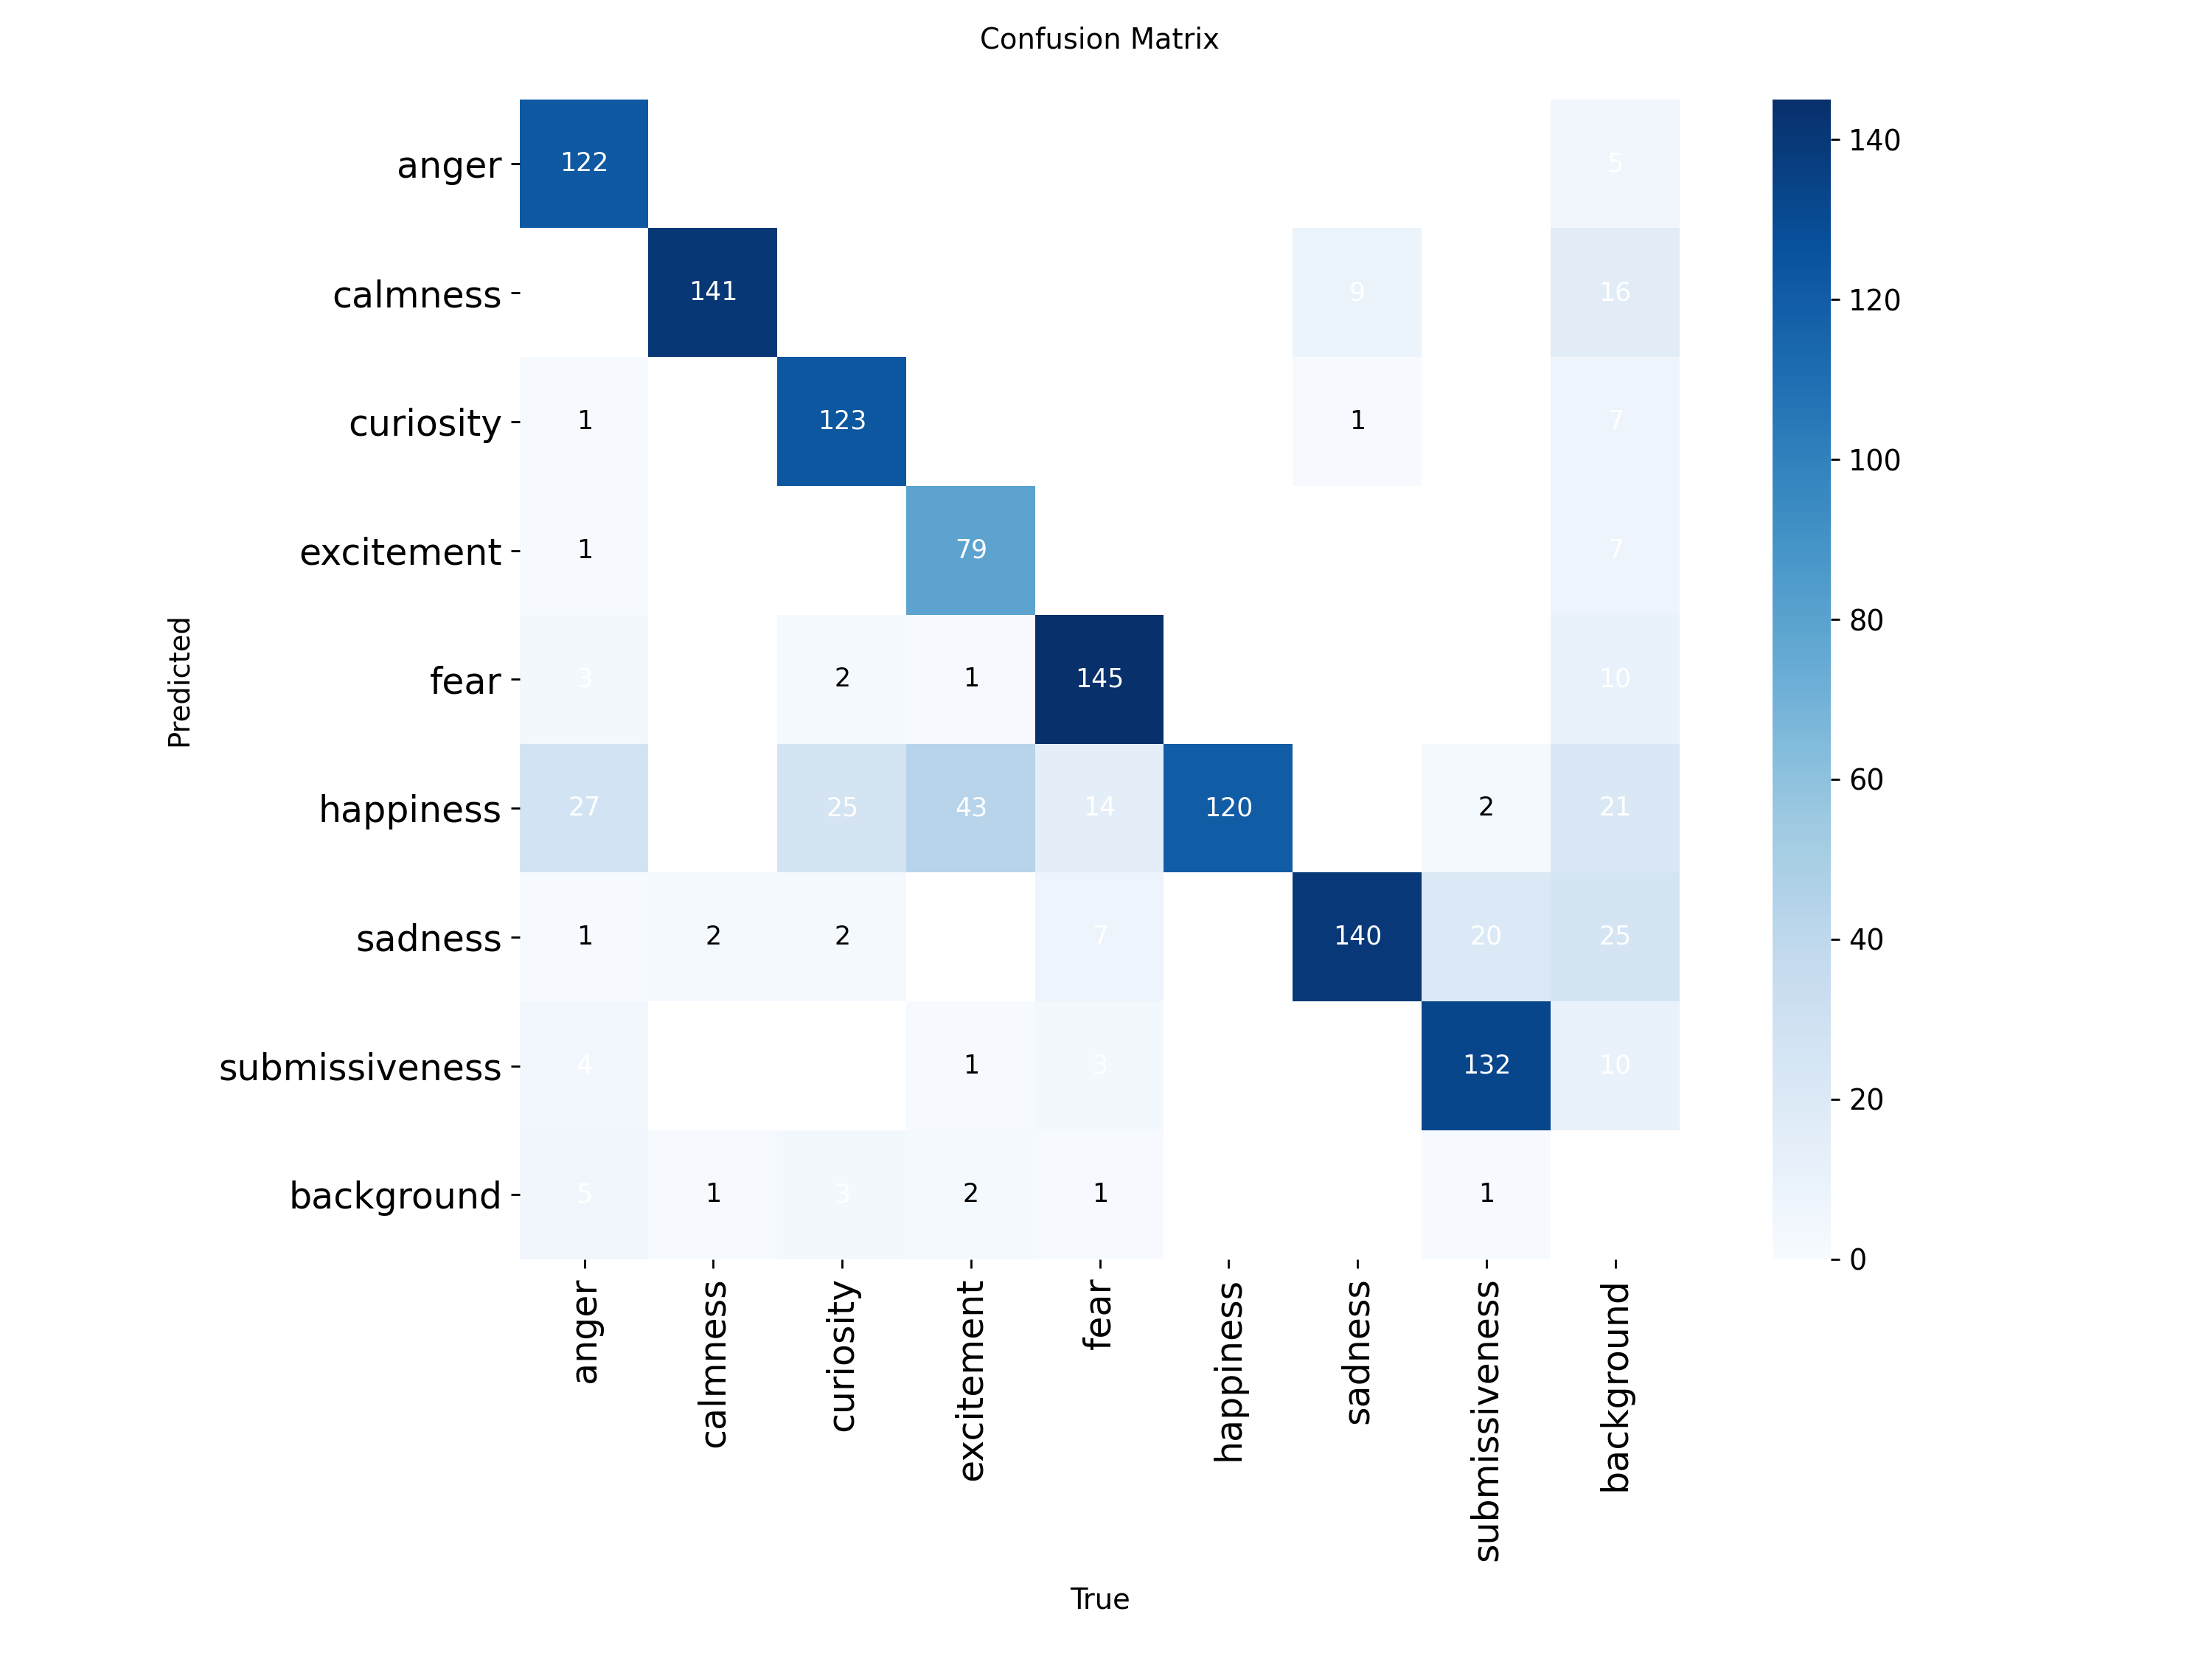 Confusion Matrix
anger 122 5
calmness 141 9 16
curiosity 1 123 1 7
excitement 1 79 7
fear 3 2 1 145 10
happiness 27 25 43 14 120 2 21
sadness 1 2 2 7 140 20 25
submissiveness 4 1 3 132 10
background 5 1 3 2 1 1
Predicted
anger
calmness
curiosity
excitement
fear
happiness
sadness
submissiveness
background
True
140
120
100
80
60
40
20
0